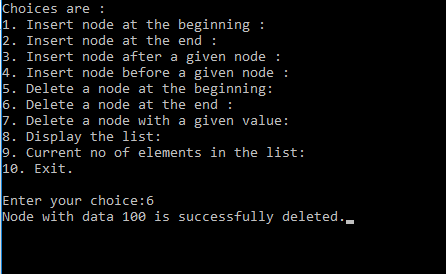 Choices are :
1. Insert node at the beginning :
2. Insert node at the end :
3. Insert node after a given node :
4. Insert node before a given node :
5. Delete a node at the beginning:
6. Delete a node at the end :
7. Delete a node with a given value:
8. Display the list:
9. Current no of elements in the list:
10. Exit.
Enter your choice:6
Node with data 100 is successfully deleted.